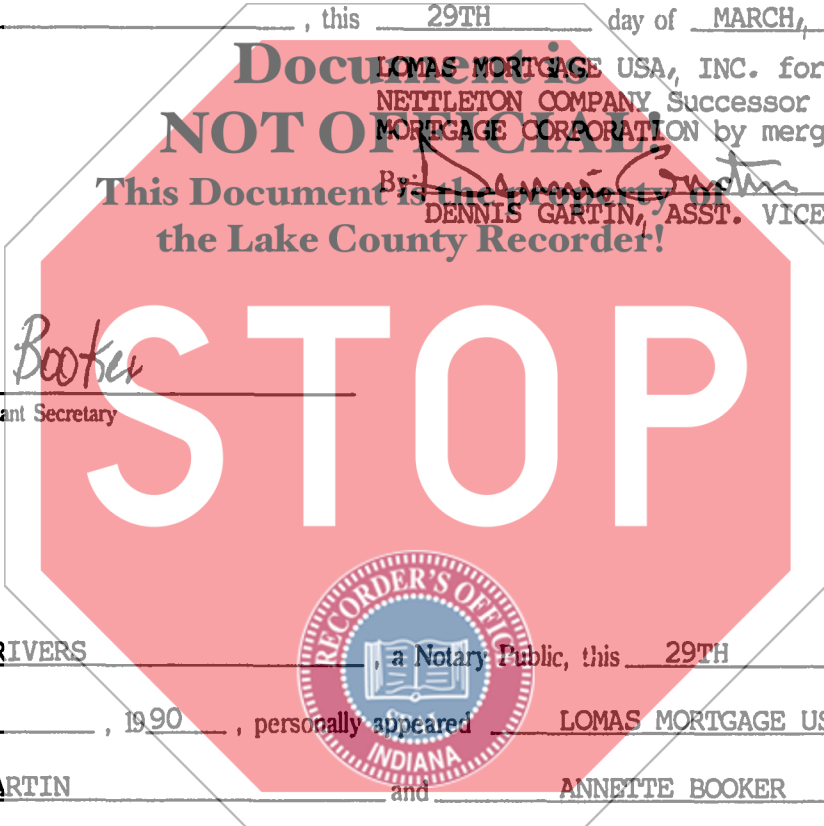 , this 29TH day of MARCH,
Document is
LOMAS MORTGAGE USA, INC. for
NETTLETON COMPANY Successor
NOT OFFICIAL!
MORTGAGE CORPORATION by merg
This Document is the property of
By: Dennis Gartin
DENNIS GARTIN, ASST. VICE
the Lake County Recorder!
Booker
ant Secretary
STOP
RECORDER'S OFFICE
RIVERS , a Notary Public, this 29TH
SEAL
, 1990 , personally appeared LOMAS MORTGAGE US
INDIANA
ARTIN and ANNETTE BOOKER